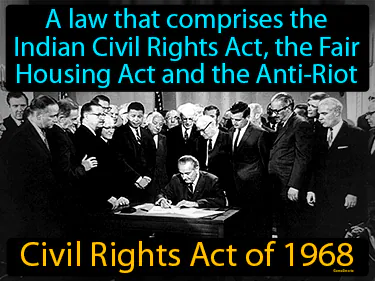 A law that comprises the
Indian Civil Rights Act, the Fair
Housing Act and the Anti-Riot
Civil Rights Act of 1968